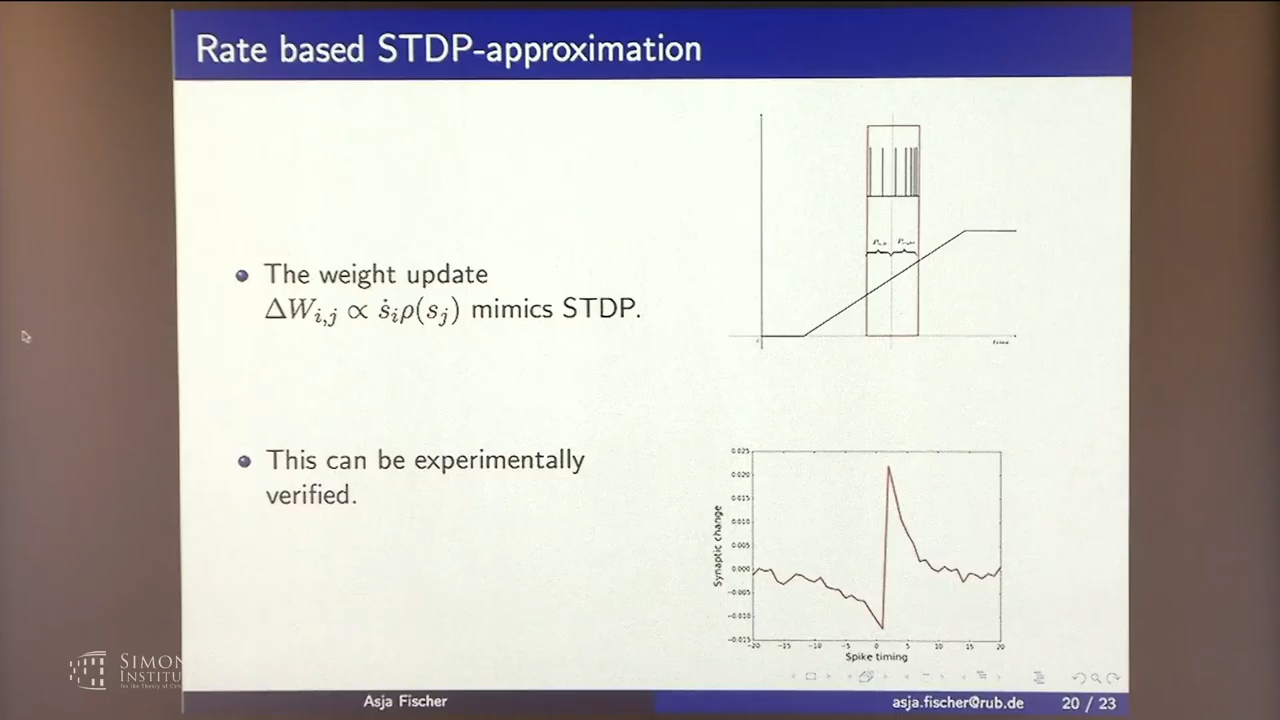 Rate based STDP-approximation
The weight update
ΔW_{i,j} ∝ ṡ_iρ(s_j) mimics STDP.
This can be experimentally
verified.
0.025
0.020
0.015
0.010
0.005
0.000
−0.005
−0.010
−0.015
Synaptic change
−20 −15 −10 −5 0 5 10 15 20
Spike timing
SIMON
INSTITU
Asja Fischer
asja.fischer@rub.de 20 / 23